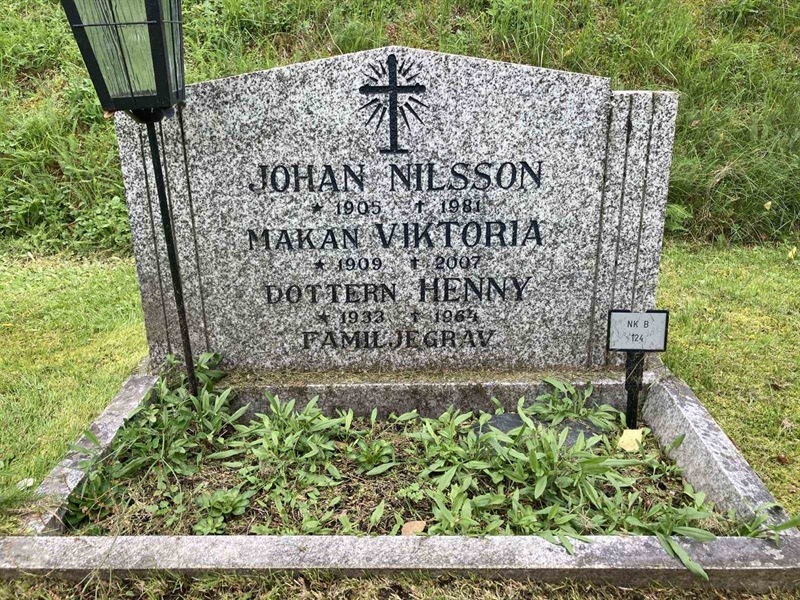 JOHAN NILSSON
★ 1905 † 1981
MAKAN VIKTORIA
★ 1909 † 2007
DOTTERN HENNY
★ 1933 † 1964
FAMILJEGRAV
NK B
124